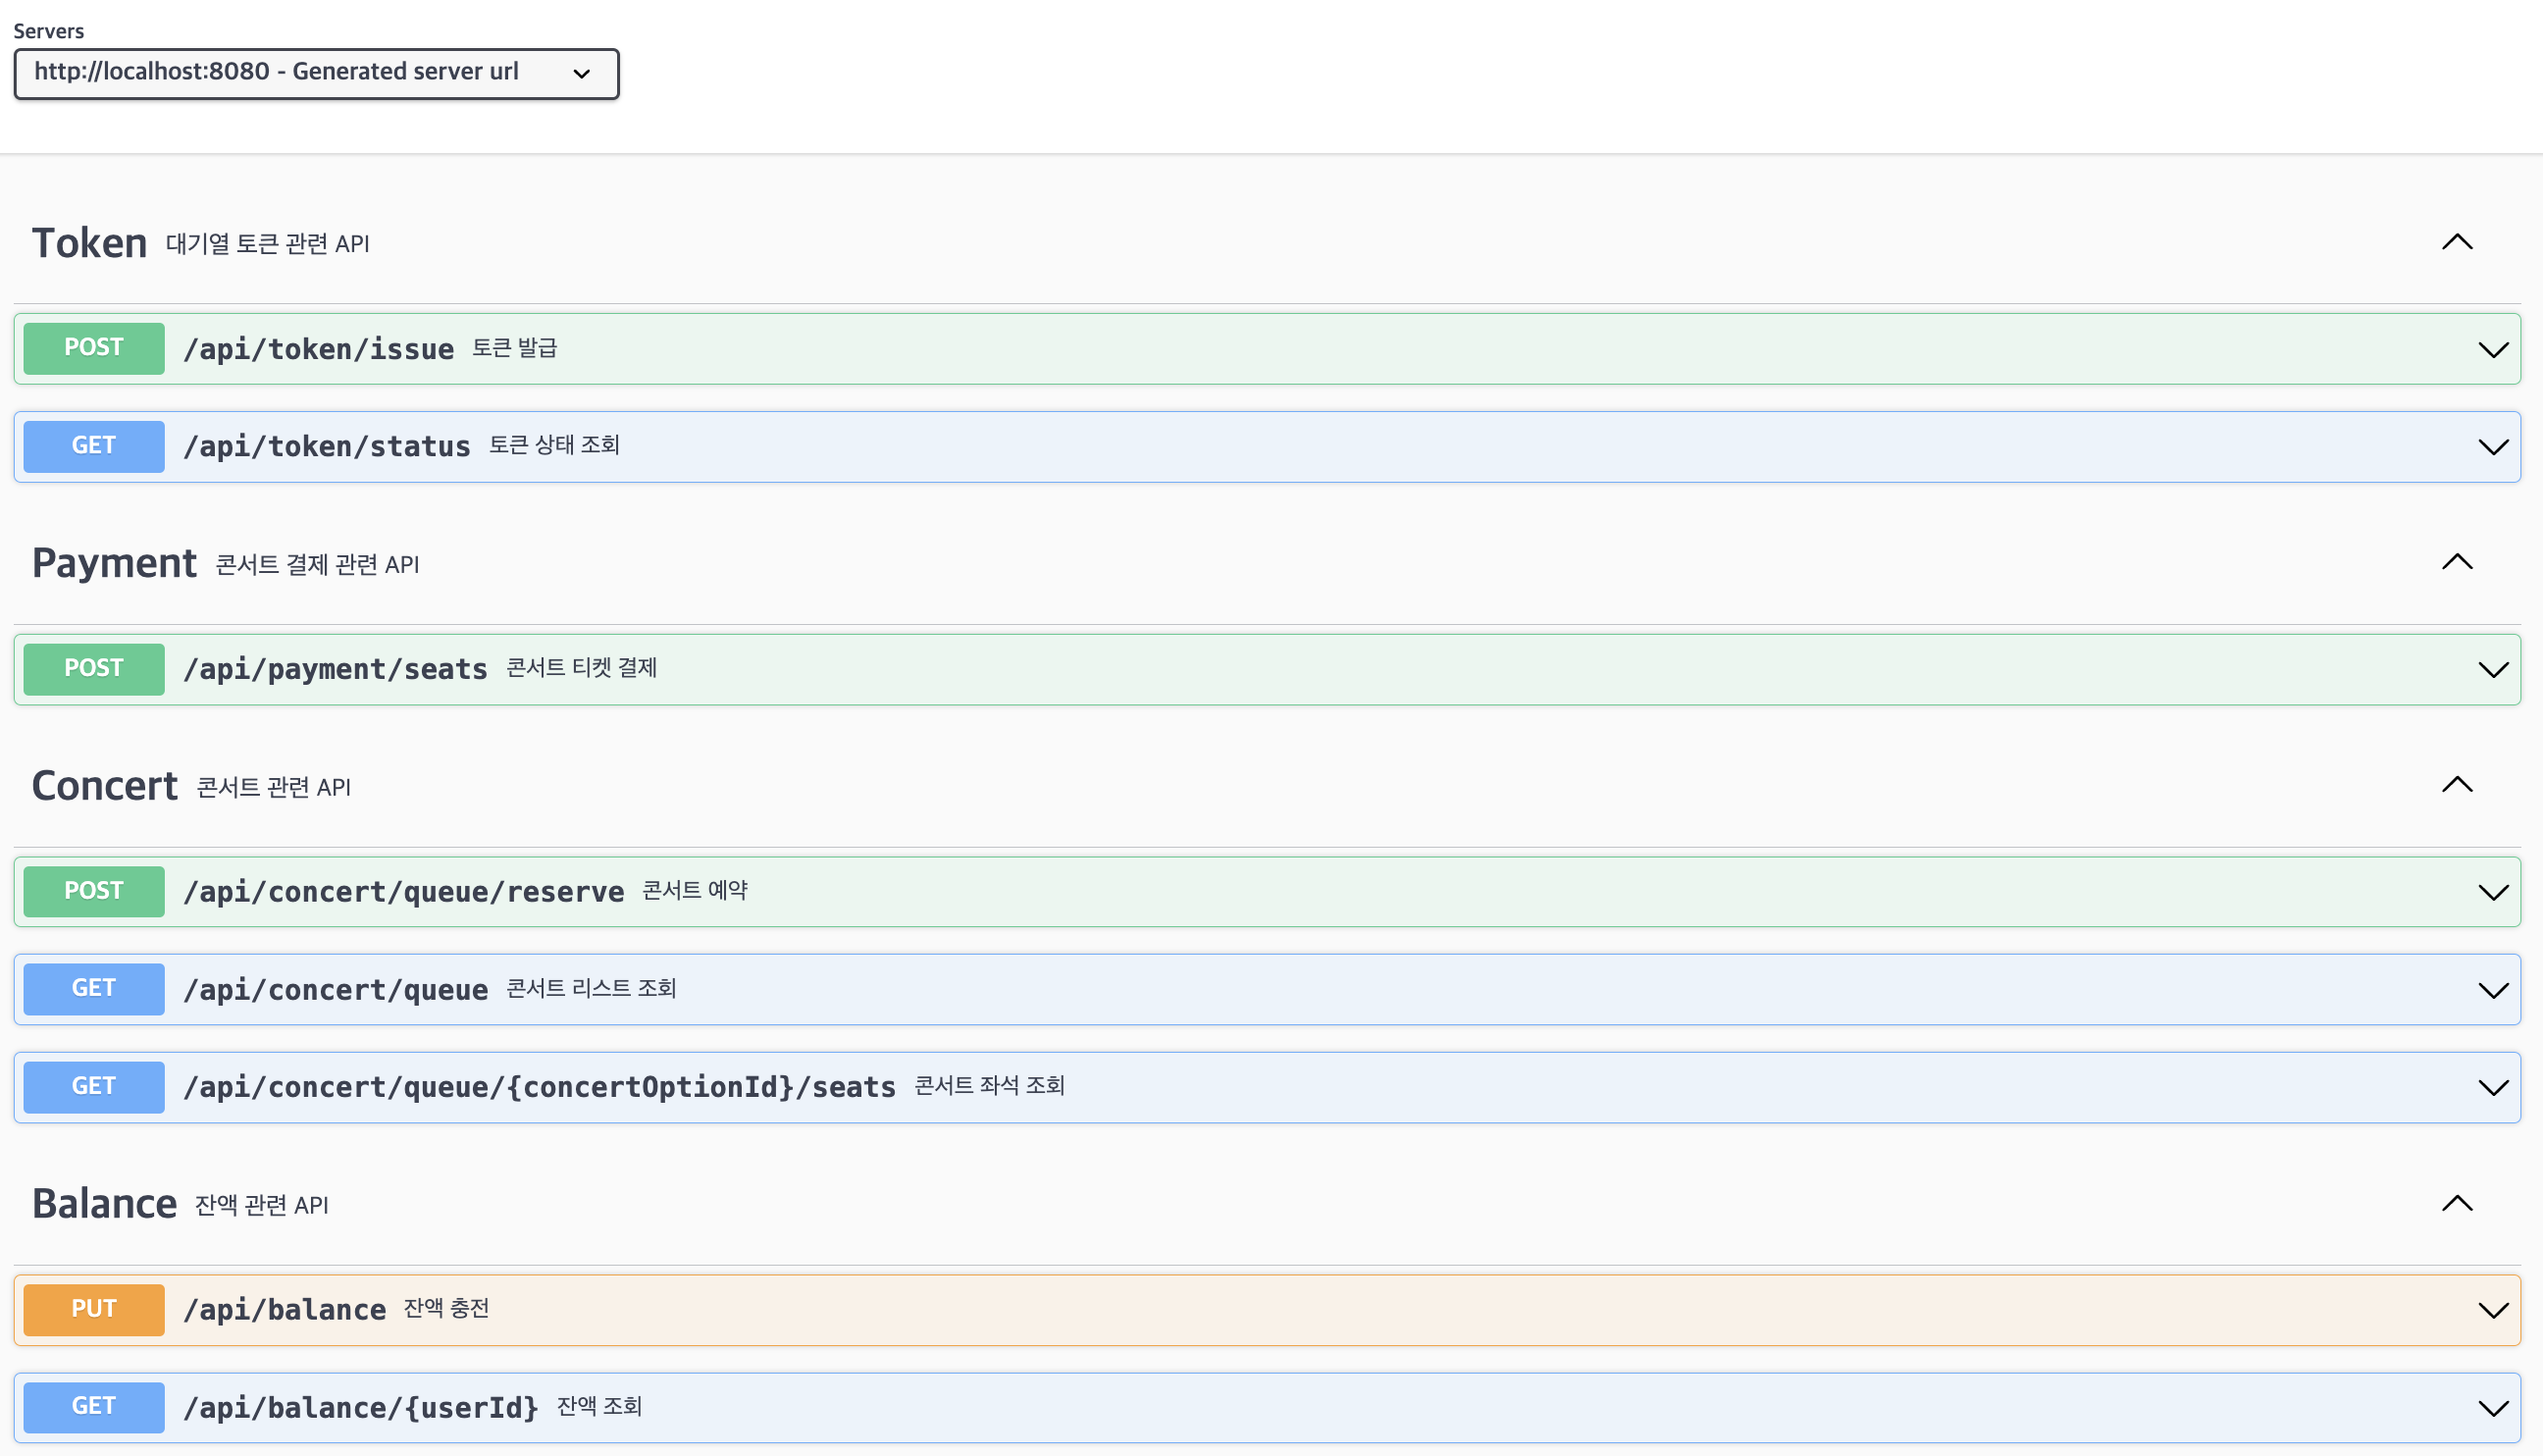 Servers
http://localhost:8080 - Generated server url
Token 대기열 토큰 관련 API
POST /api/token/issue 토큰 발급
GET /api/token/status 토큰 상태 조회
Payment 콘서트 결제 관련 API
POST /api/payment/seats 콘서트 티켓 결제
Concert 콘서트 관련 API
POST /api/concert/queue/reserve 콘서트 예약
GET /api/concert/queue 콘서트 리스트 조회
GET /api/concert/queue/{concertOptionId}/seats 콘서트 좌석 조회
Balance 잔액 관련 API
PUT /api/balance 잔액 충전
GET /api/balance/{userId} 잔액 조회